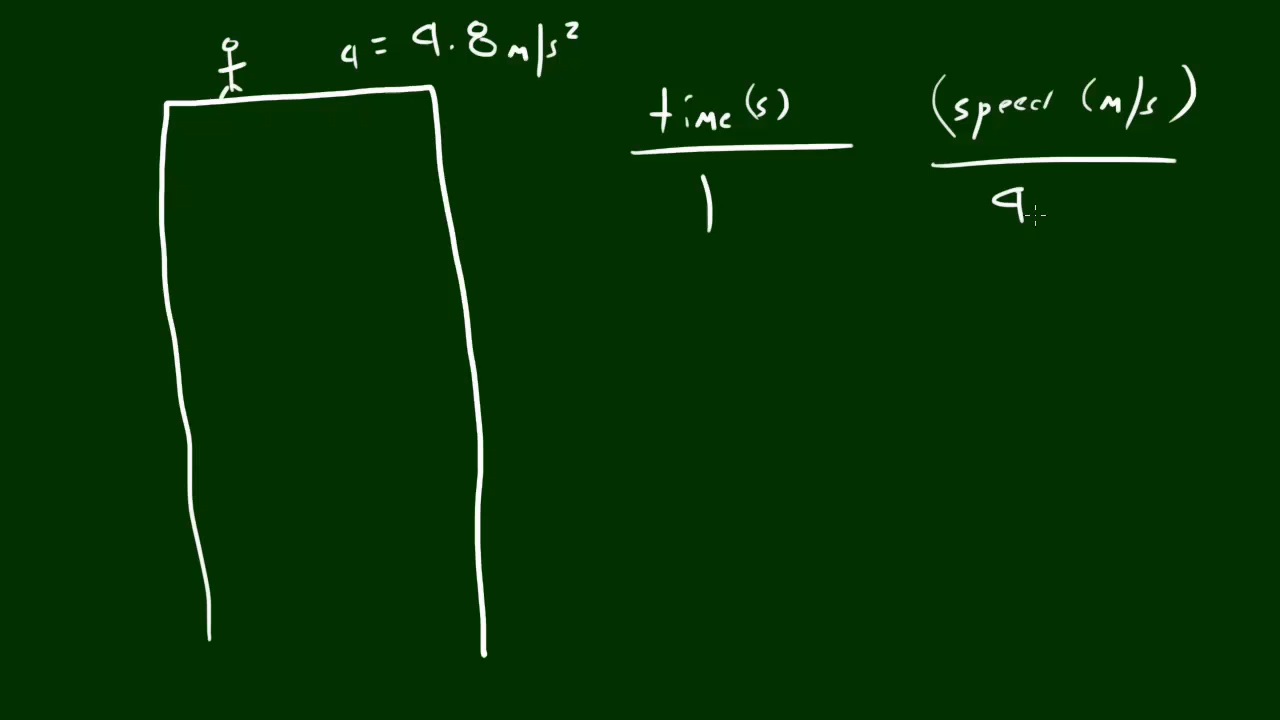 a = 9.8 m/s²
time (s) (speed (m/s)
1 9